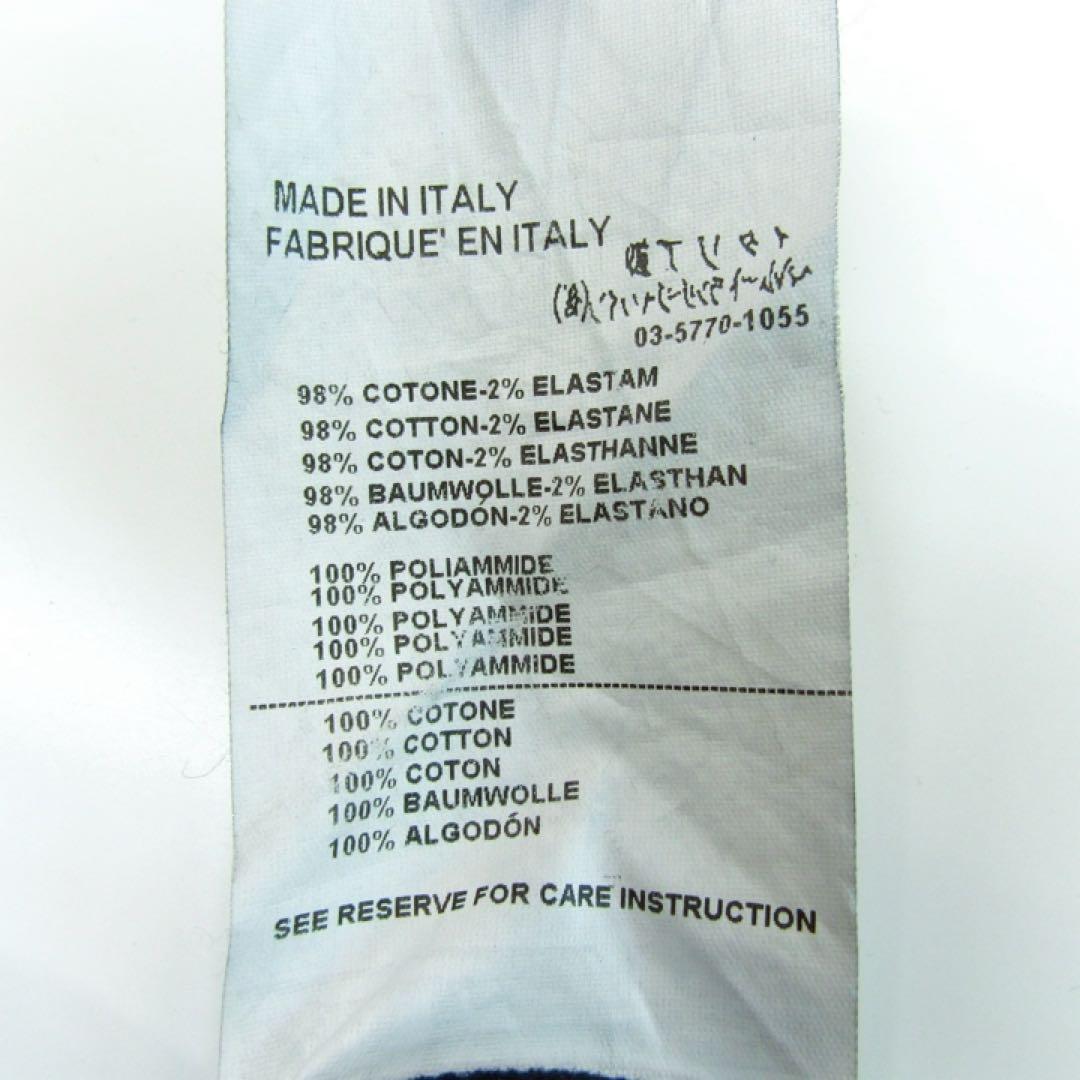 MADE IN ITALY
FABRIQUE' EN ITALY
03-5770-1055
98% COTONE-2% ELASTAM
98% COTTON-2% ELASTANE
98% COTON-2% ELASTHANNE
98% BAUMWOLLE-2% ELASTHAN
98% ALGODÓN-2% ELASTANO
100% POLIAMMIDE
100% POLYAMMIDE
100% POLYAMMIDE
100% POLYAMMIDE
100% POLYAMMIDE
100% COTONE
100% COTTON
100% COTON
100% BAUMWOLLE
100% ALGODÓN
SEE RESERVE FOR CARE INSTRUCTION